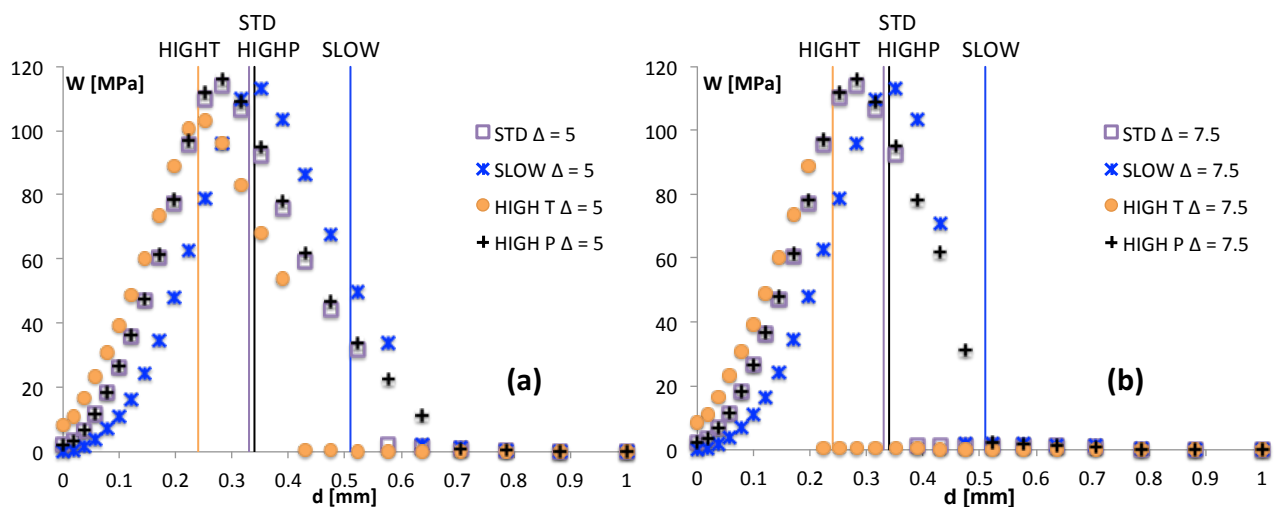 STD
HIGHT HIGHP SLOW
120
W [MPa]
100
80
60
40
20
0
STD Δ = 5
SLOW Δ = 5
HIGH T Δ = 5
HIGH P Δ = 5
(a)
0 0.1 0.2 0.3 0.4 0.5 0.6 0.7 0.8 0.9 1
d [mm]
STD
HIGHT HIGHP SLOW
120
W [MPa]
100
80
60
40
20
0
STD Δ = 7.5
SLOW Δ = 7.5
HIGH T Δ = 7.5
HIGH P Δ = 7.5
(b)
0 0.1 0.2 0.3 0.4 0.5 0.6 0.7 0.8 0.9 1
d [mm]